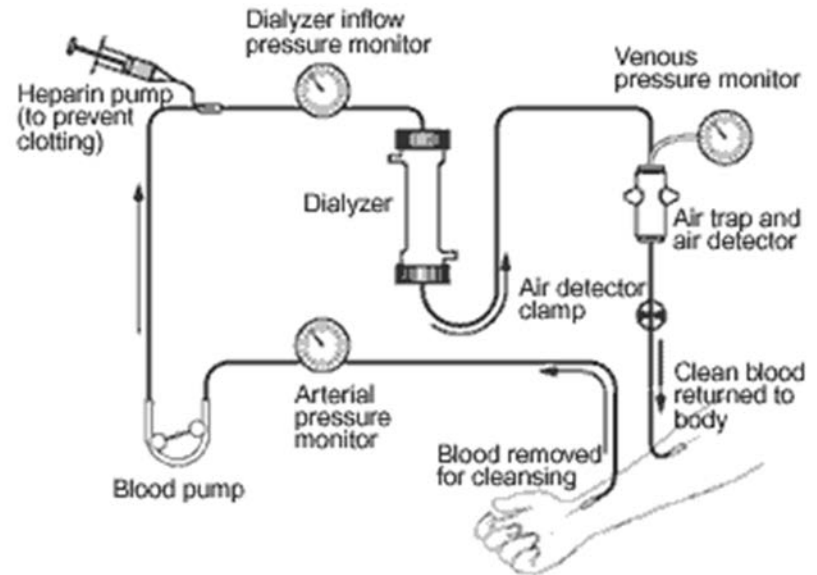 Dialyzer inflow
pressure monitor
Venous
pressure monitor
Heparin pump
(to prevent
clotting)
Dialyzer
Air trap and
air detector
Air detector
clamp
Arterial
pressure
monitor
Clean blood
returned to
body
Blood removed
for cleansing
Blood pump